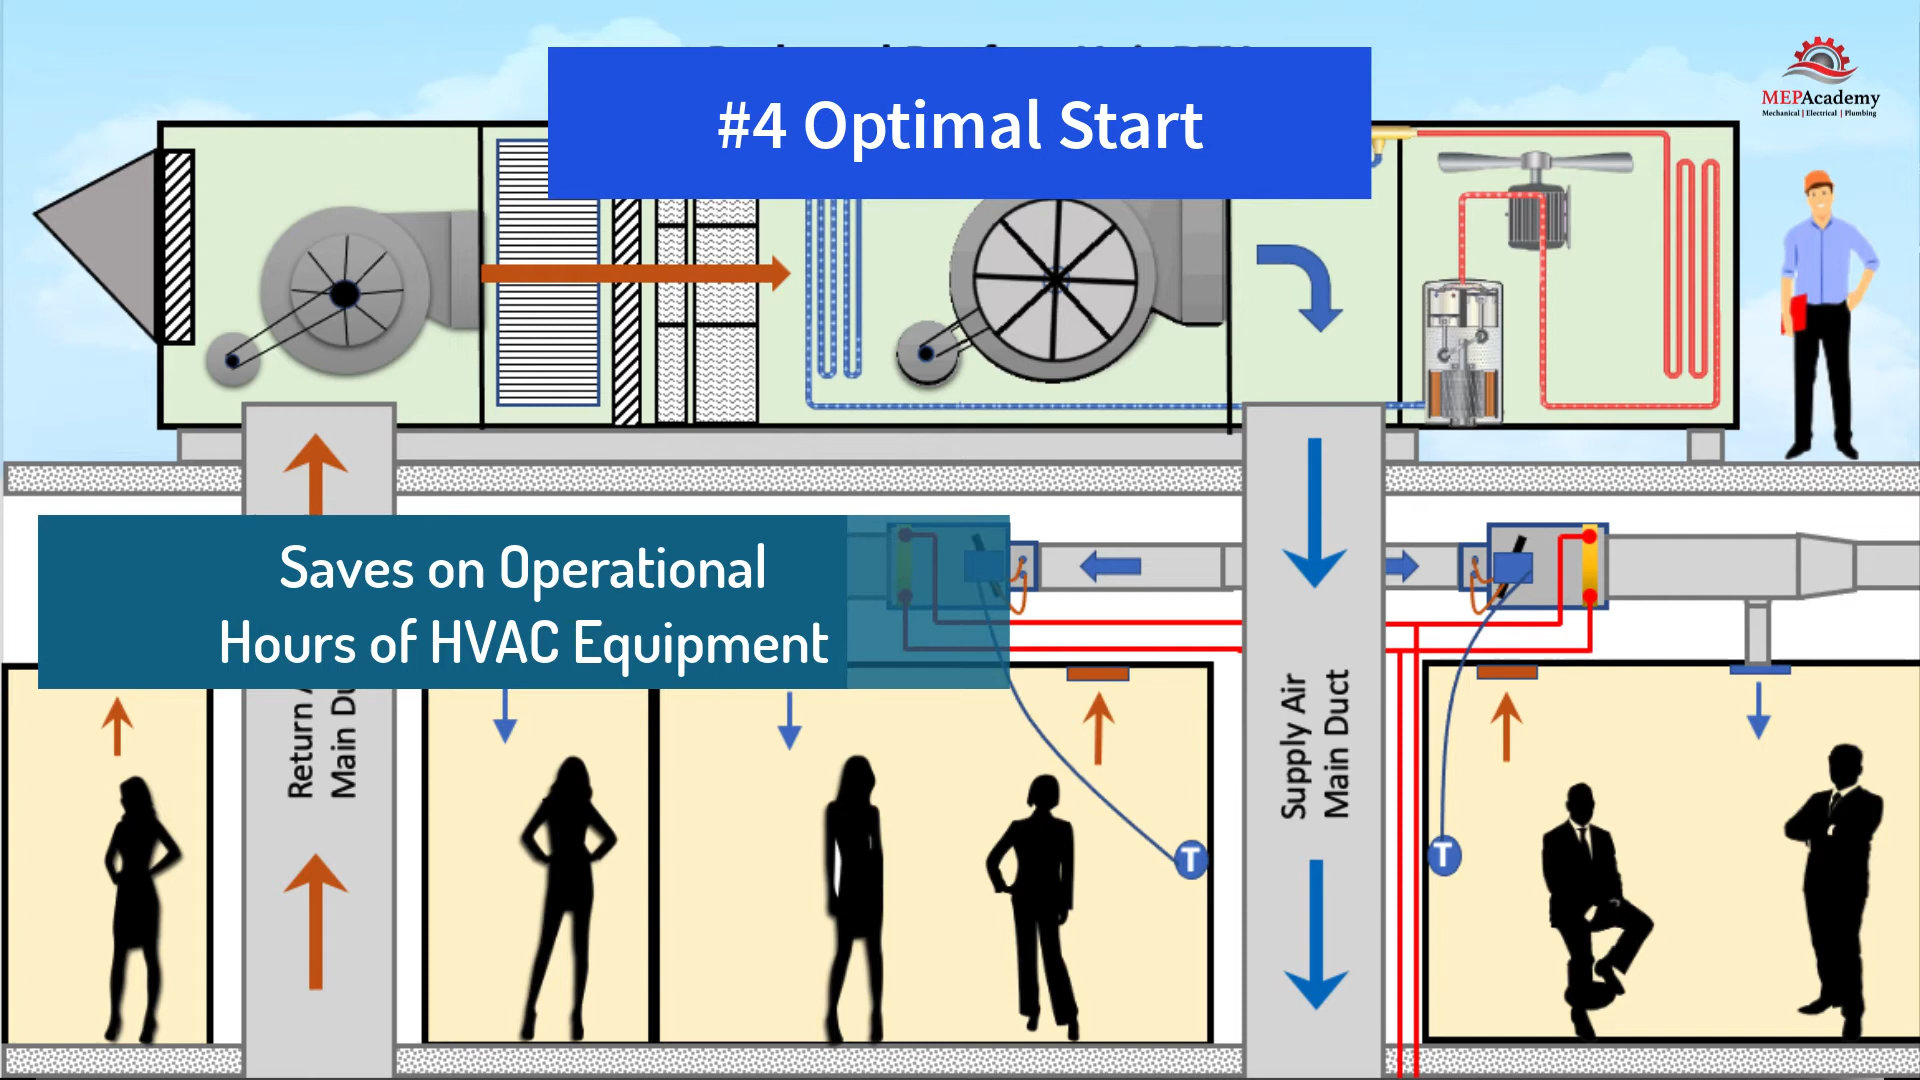 #4 Optimal Start
MEPAcademy
Mechanical | Electrical | Plumbing
Saves on Operational
Hours of HVAC Equipment
Return
Main
Supply Air
Main Duct
T
T